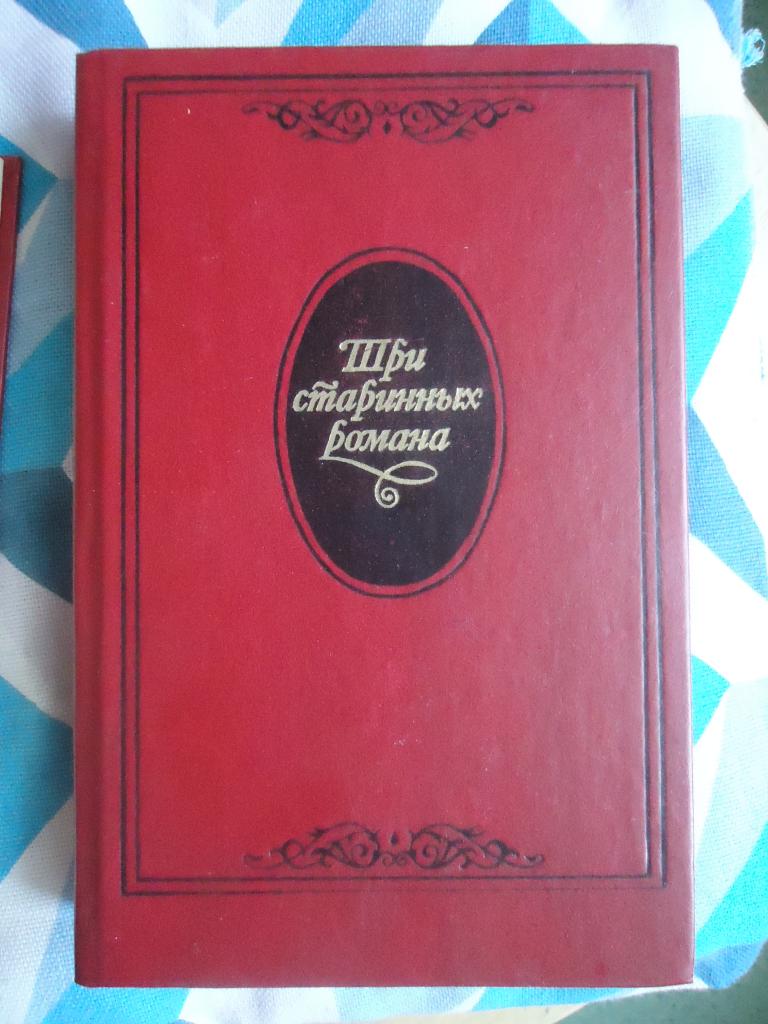 Три
старинных
романа